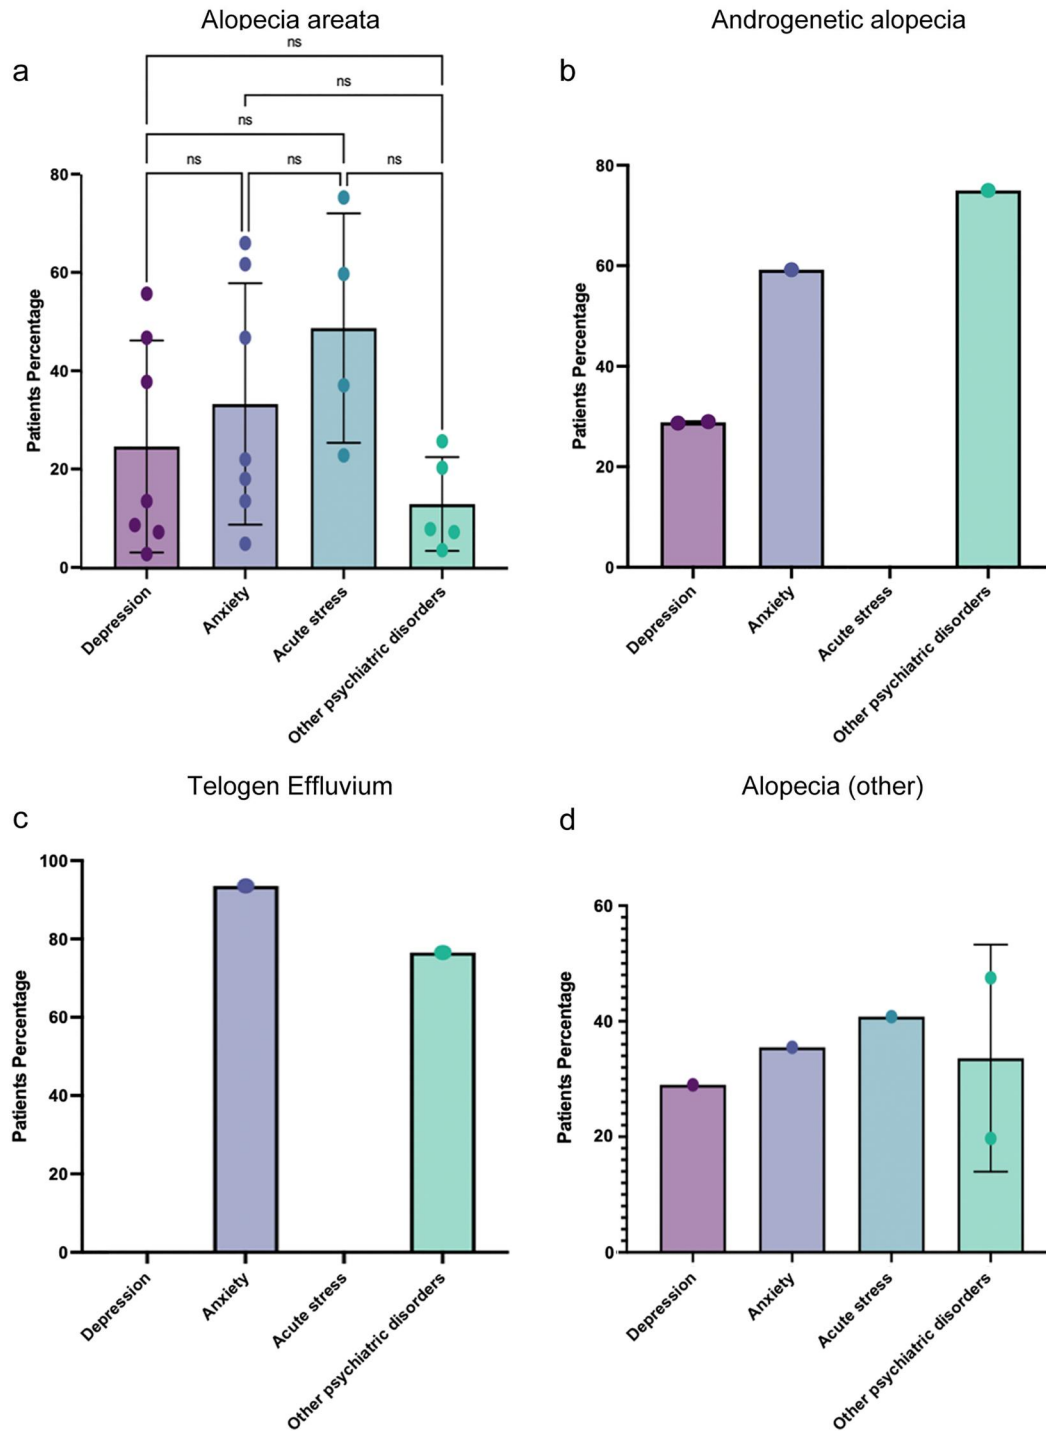 Alopecia areata
a
ns
ns
ns
ns ns ns
Patients Percentage
80
60
40
20
0
Depression
Anxiety
Acute stress
Other psychiatric disorders
Androgenetic alopecia
b
Patients Percentage
80
60
40
20
0
Depression
Anxiety
Acute stress
Other psychiatric disorders
Telogen Effluvium
c
Patients Percentage
100
80
60
40
20
0
Depression
Anxiety
Acute stress
Other psychiatric disorders
Alopecia (other)
d
Patients Percentage
60
40
20
0
Depression
Anxiety
Acute stress
Other psychiatric disorders